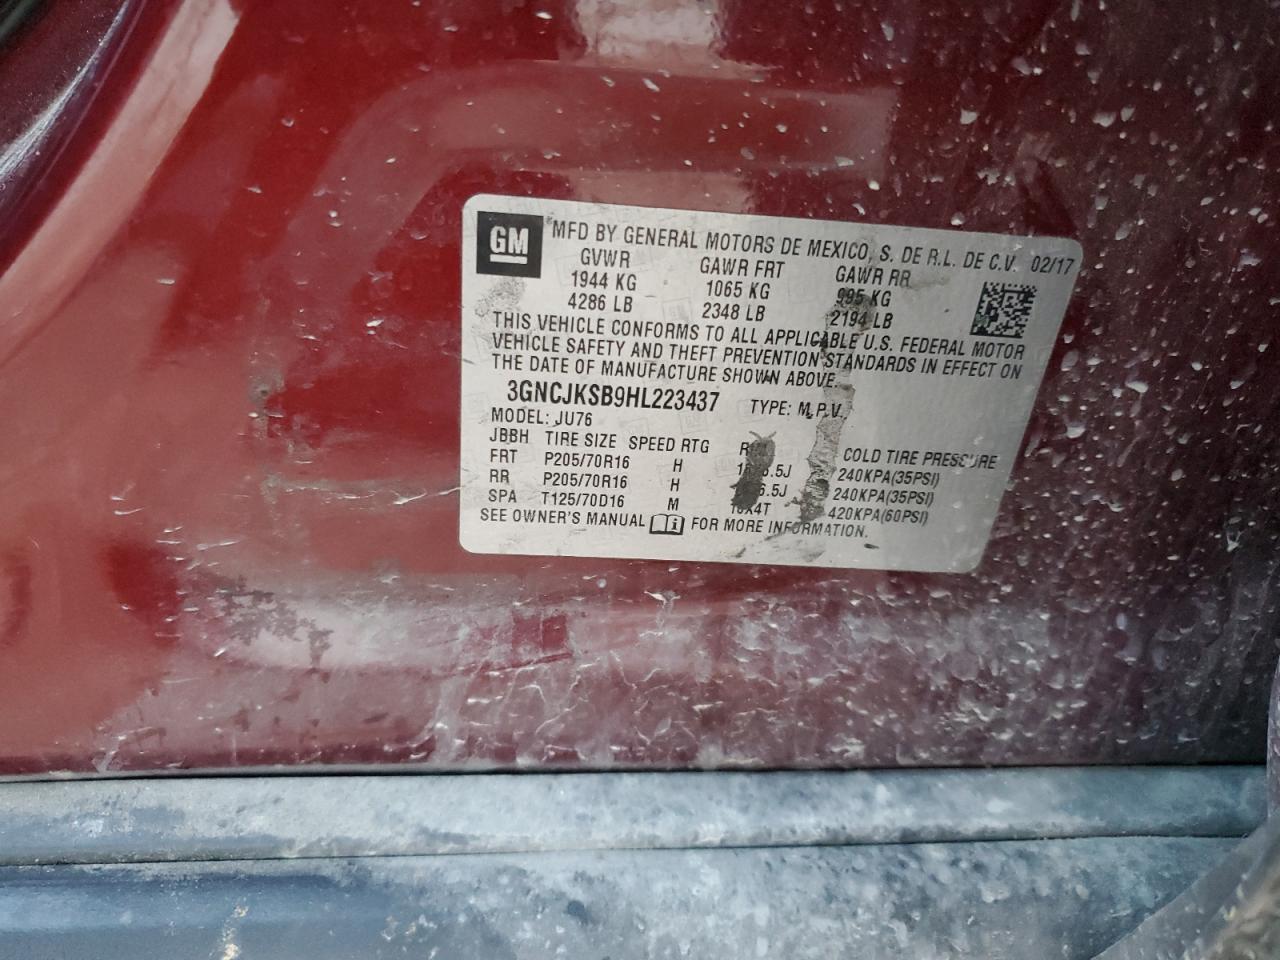 GM
MFD BY GENERAL MOTORS DE MEXICO, S. DE R.L. DE C.V. 02/17
GVWR GAWR FRT GAWR RR
1944 KG 1065 KG 995 KG
4286 LB 2348 LB 2194 LB
THIS VEHICLE CONFORMS TO ALL APPLICABLE U.S. FEDERAL MOTOR
VEHICLE SAFETY AND THEFT PREVENTION STANDARDS IN EFFECT ON
THE DATE OF MANUFACTURE SHOWN ABOVE.
3GNCJKSB9HL223437 TYPE: M.P.V.
MODEL: JU76
JBBH TIRE SIZE SPEED RTG COLD TIRE PRESSURE
FRT P205/70R16 H 240KPA(35PSI)
RR P205/70R16 H 240KPA(35PSI)
SPA T125/70D16 M 16X4T 420KPA(60PSI)
SEE OWNER'S MANUAL FOR MORE INFORMATION.